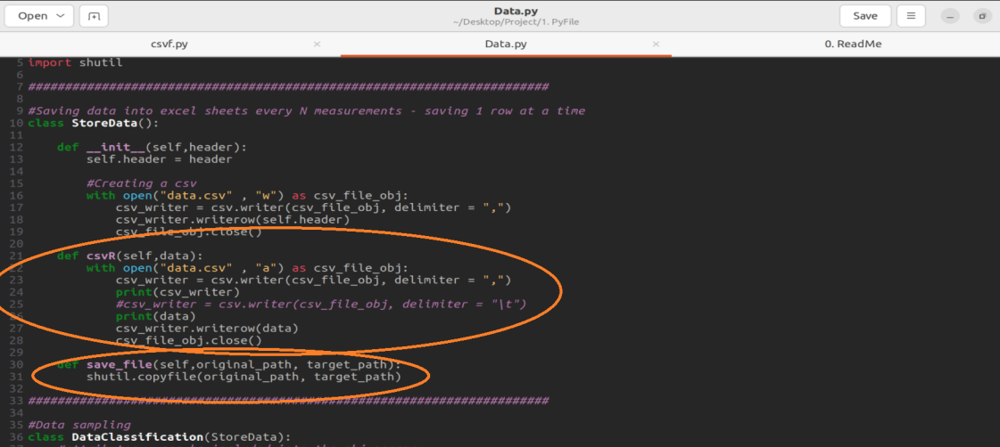 Open
Data.py
~/Desktop/Project/1. PyFile
Save
csvf.py × Data.py × 0. ReadMe
5 import shutil
6
7 #######################################################################
8
9 #Saving data into excel sheets every N measurements - saving 1 row at a time
10 class StoreData():
11
12     def __init__(self,header):
13         self.header = header
14
15         #Creating a csv
16         with open("data.csv" , "w") as csv_file_obj:
17             csv_writer = csv.writer(csv_file_obj, delimiter = ",")
18             csv_writer.writerow(self.header)
19             csv_file_obj.close()
20
21     def csvR(self,data):
22         with open("data.csv" , "a") as csv_file_obj:
23             csv_writer = csv.writer(csv_file_obj, delimiter = ",")
24             print(csv_writer)
25             #csv_writer = csv.writer(csv_file_obj, delimiter = "\t")
26             print(data)
27             csv_writer.writerow(data)
28             csv_file_obj.close()
29
30     def save_file(self,original_path, target_path):
31         shutil.copyfile(original_path, target_path)
32
33 #######################################################################
34
35 #Data sampling
36 class DataClassification(StoreData):